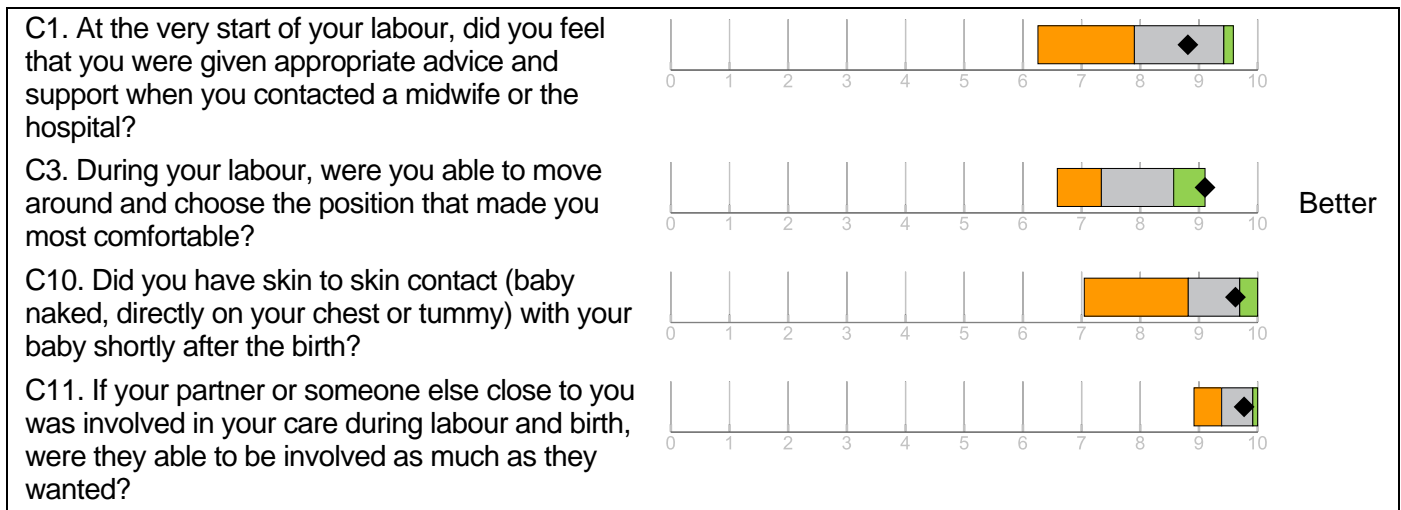 C1. At the very start of your labour, did you feel
that you were given appropriate advice and
support when you contacted a midwife or the
hospital?
0 1 2 3 4 5 6 7 8 9 10
C3. During your labour, were you able to move
around and choose the position that made you
most comfortable?
0 1 2 3 4 5 6 7 8 9 10
Better
C10. Did you have skin to skin contact (baby
naked, directly on your chest or tummy) with your
baby shortly after the birth?
0 1 2 3 4 5 6 7 8 9 10
C11. If your partner or someone else close to you
was involved in your care during labour and birth,
were they able to be involved as much as they
wanted?
0 1 2 3 4 5 6 7 8 9 10